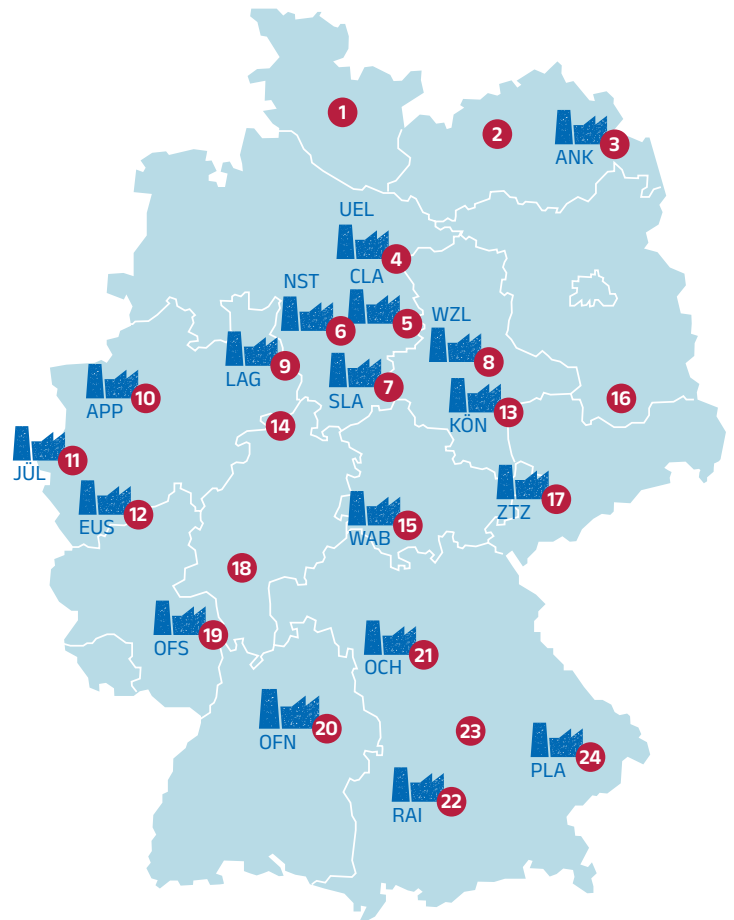 1
2
3
ANK
UEL
4
CLA
NST
5
6
WZL
8
9
LAG
7
SLA
10
APP
13
KÖN
16
14
11
JÜL
12
EUS
17
ZTZ
15
WAB
18
19
OFS
21
OCH
20
OFN
23
24
PLA
22
RAI